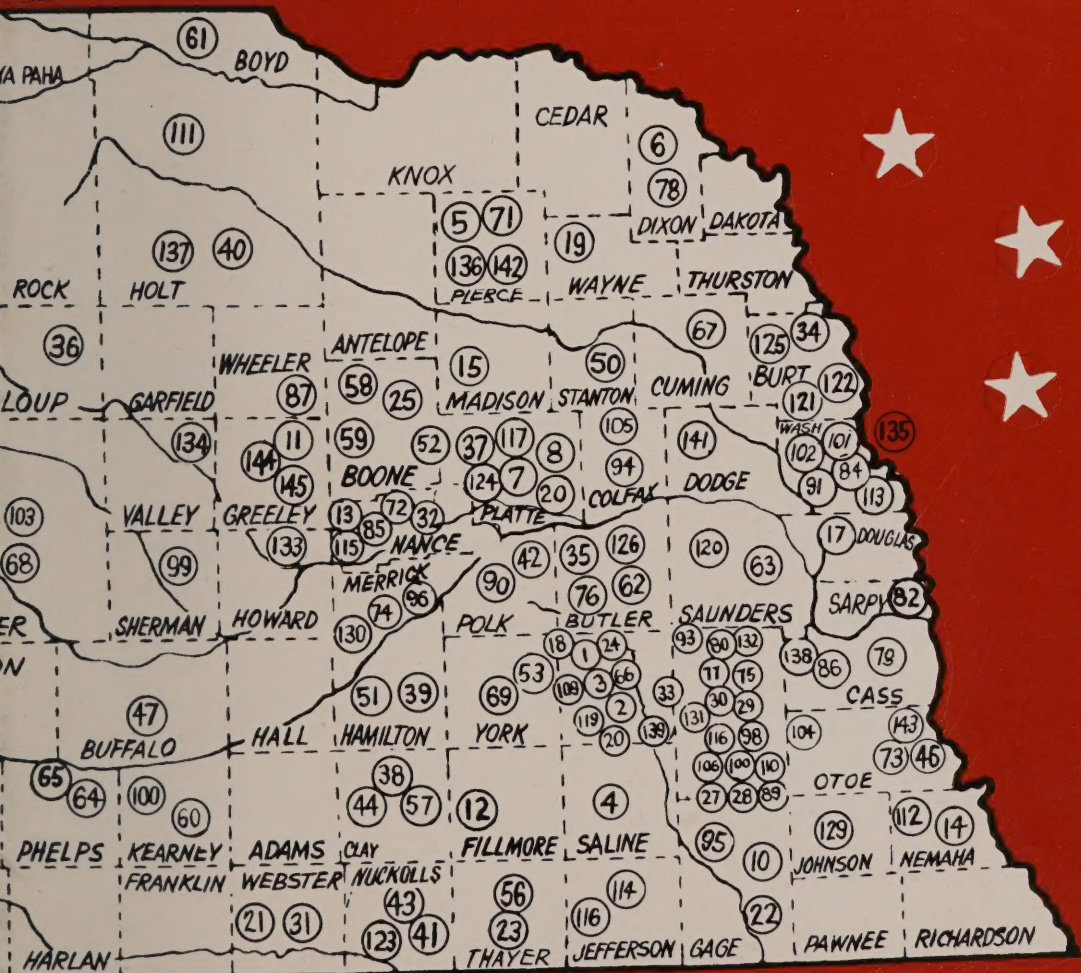 61
BOYD
YA PAHA
CEDAR
111
6
KNOX
78
5 71
DIXON DAKOTA
137 40
19
136 142
ROCK HOLT
PIERCE WAYNE THURSTON
36
ANTELOPE
67
125 34
WHEELER
15
50
BURT
87
58 25
122
LOUP GARFIELD
MADISON STANTON CUMING
121
134
11
59
52
37 117
8
105
141
WASH
101
135
144
102
145
BOONE
124 7
94
84
20
COLFAX DODGE
91
113
103
VALLEY GREELEY
13
72
32
PLATTE
85
133
115 NANCE
17 DOUGLAS
68
99
42
35 126
120
63
MERRICK
90
74 96
76 62
SARPY 82
ER SHERMAN HOWARD
130
POLK BUTLER SAUNDERS
ON
18 1 24
93 80 132
138 86
79
53
77 75
51 39
69
108 3 66
33
30 29
CASS
47
119 2
131
20 139
116 98
104
143
BUFFALO HALL HAMILTON YORK
73 46
38
106 100 110
OTOE
65 64
100
44 57
12
4
27 28 89
60
112 14
95
129
PHELPS KEARNEY ADAMS CLAY FILLMORE SALINE
10
JOHNSON NEMAHA
FRANKLIN WEBSTER NUCKOLLS
56
114
21 31
43
22
123 41
23
116
HARLAN
THAYER JEFFERSON GAGE PAWNEE RICHARDSON